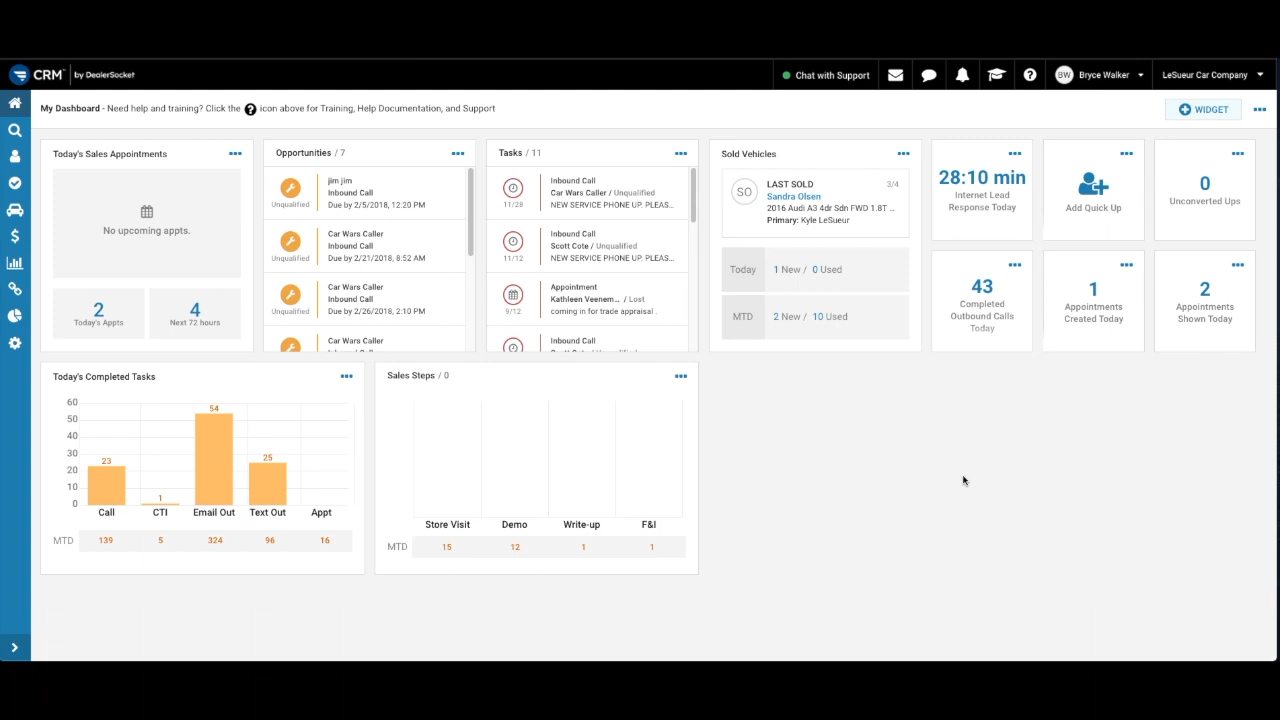 CRM™ by DealerSocket
Chat with Support
BW Bryce Walker
LeSueur Car Company
My Dashboard - Need help and training? Click the ? icon above for Training, Help Documentation, and Support
WIDGET
Today's Sales Appointments
No upcoming appts.
2
Today's Appts
4
Next 72 hours
Opportunities / 7
Unqualified
jim jim
Inbound Call
Due by 2/5/2018, 12:20 PM
Unqualified
Car Wars Caller
Inbound Call
Due by 2/21/2018, 8:52 AM
Unqualified
Car Wars Caller
Inbound Call
Due by 2/26/2018, 2:10 PM
Car Wars Caller
Tasks / 11
11/28
Inbound Call
Car Wars Caller / Unqualified
NEW SERVICE PHONE UP. PLEAS...
11/12
Inbound Call
Scott Cote / Unqualified
NEW SERVICE PHONE UP. PLEAS...
9/12
Appointment
Kathleen Veenem... / Lost
coming in for trade appraisal .
Inbound Call
Sold Vehicles
SO
LAST SOLD 3/4
Sandra Olsen
2016 Audi A3 4dr Sdn FWD 1.8T ...
Primary: Kyle LeSueur
Today 1 New / 0 Used
MTD 2 New / 10 Used
28:10 min
Internet Lead
Response Today
Add Quick Up
0
Unconverted Ups
43
Completed
Outbound Calls
Today
1
Appointments
Created Today
2
Appointments
Shown Today
Today's Completed Tasks
60
50
40
30
20
10
0
23
1
54
25
Call CTI Email Out Text Out Appt
MTD 139 5 324 96 16
Sales Steps / 0
Store Visit Demo Write-up F&I
MTD 15 12 1 1